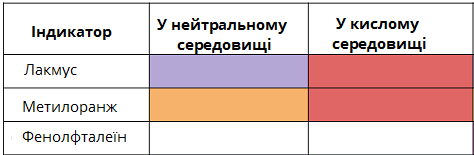 Індикатор
У нейтральному
середовищі
У кислому
середовищі
Лакмус
Метилоранж
Фенолфталеїн